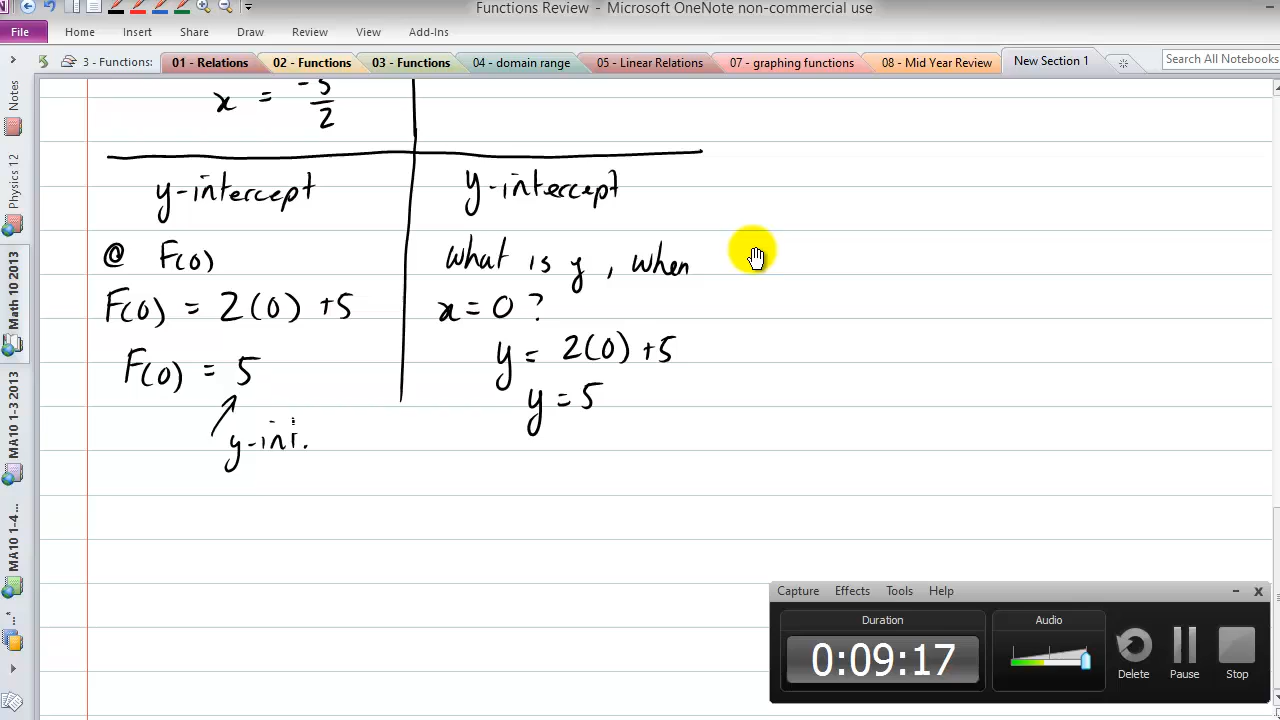 Functions Review - Microsoft OneNote non-commercial use
File Home Insert Share Draw Review View Add-Ins
3 - Functions: 01 - Relations 02 - Functions 03 - Functions 04 - domain range 05 - Linear Relations 07 - graphing functions 08 - Mid Year Review New Section 1 Search All Notebooks
Notes
Physics 12
Math 10 2013
MA10 1-3 2013
MA10 1-4...
...
x = -5/2
y-intercept
@ F(0)
F(0) = 2(0) +5
F(0) = 5
y-int.
y-intercept
What is y, when
x = 0 ?
y = 2(0) +5
y = 5
Capture Effects Tools Help
Duration
0:09:17
Audio
Delete Pause Stop